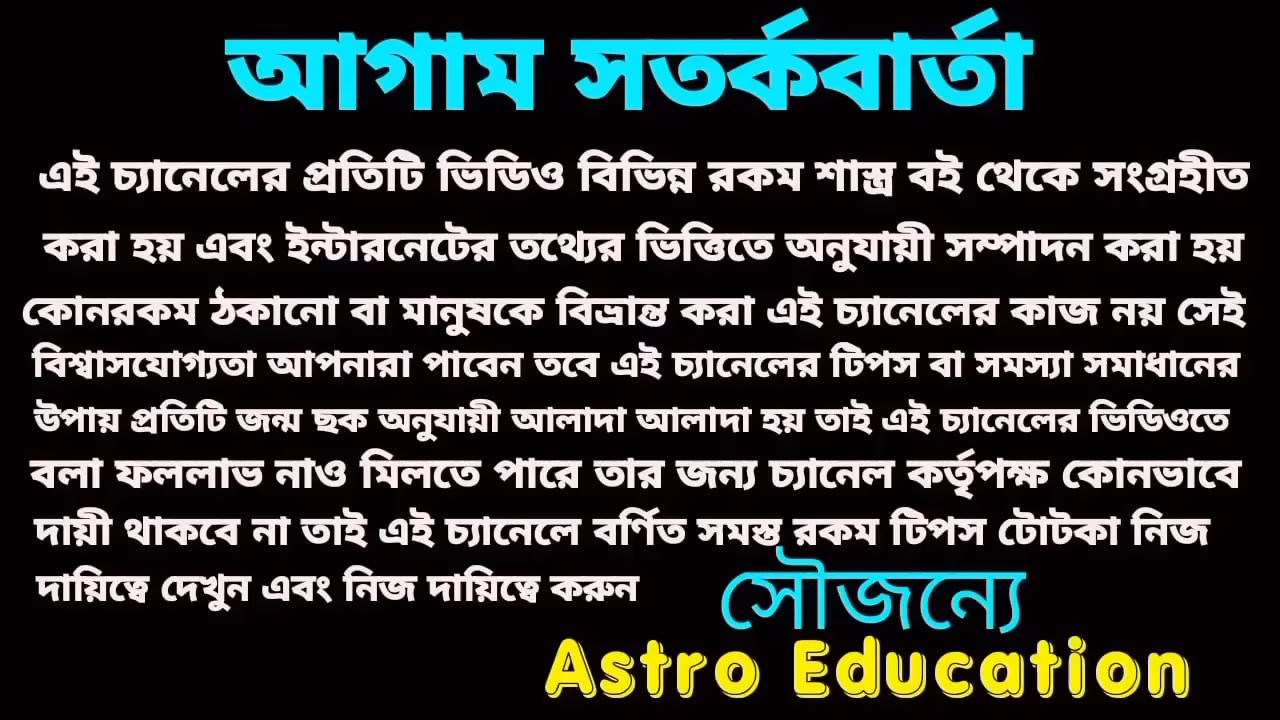 আগাম সতর্কবার্তা
এই চ্যানেলের প্রতিটি ভিডিও বিভিন্ন রকম শাস্ত্র বই থেকে সংগ্রহীত
করা হয় এবং ইন্টারনেটের তথ্যের ভিত্তিতে অনুযায়ী সম্পাদন করা হয়
কোনরকম ঠকানো বা মানুষকে বিভ্রান্ত করা এই চ্যানেলের কাজ নয় সেই
বিশ্বাসযোগ্যতা আপনারা পাবেন তবে এই চ্যানেলের টিপস বা সমস্যা সমাধানের
উপায় প্রতিটি জন্ম ছক অনুযায়ী আলাদা আলাদা হয় তাই এই চ্যানেলের ভিডিওতে
বলা ফললাভ নাও মিলতে পারে তার জন্য চ্যানেল কর্তৃপক্ষ কোনভাবে
দায়ী থাকবে না তাই এই চ্যানেলে বর্ণিত সমস্ত রকম টিপস টোটকা নিজ
দায়িত্বে দেখুন এবং নিজ দায়িত্বে করুন
সৌজন্যে
Astro Education